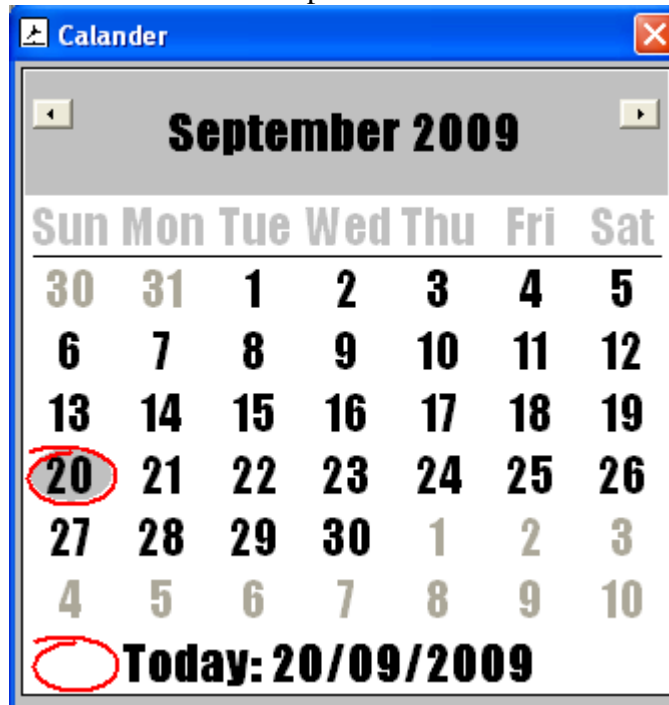 Calander
September 2009
Sun Mon Tue Wed Thu Fri Sat
30 31 1 2 3 4 5
6 7 8 9 10 11 12
13 14 15 16 17 18 19
20 21 22 23 24 25 26
27 28 29 30 1 2 3
4 5 6 7 8 9 10
Today: 20/09/2009